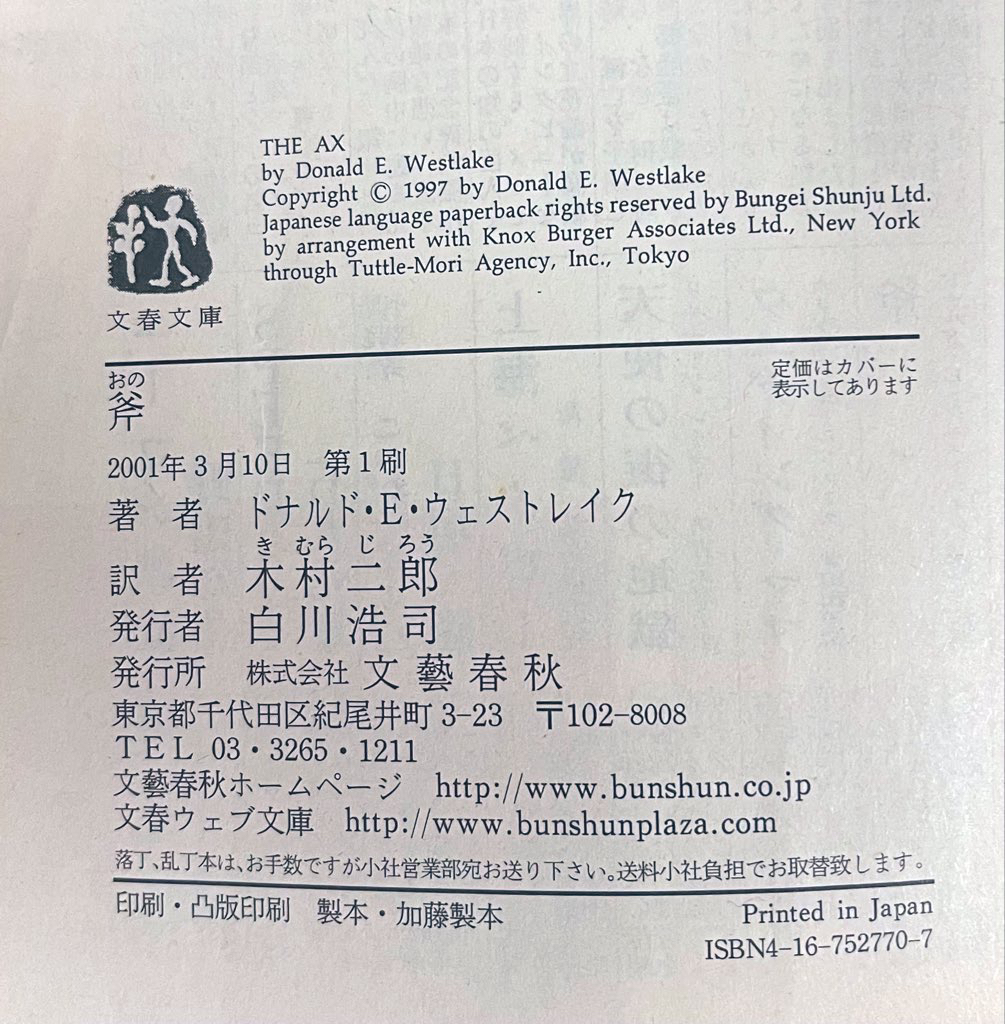 THE AX
by Donald E. Westlake
Copyright © 1997 by Donald E. Westlake
Japanese language paperback rights reserved by Bungei Shunju Ltd.
by arrangement with Knox Burger Associates Ltd., New York
through Tuttle-Mori Agency, Inc., Tokyo
文春文庫
定価はカバーに
表示してあります
おの
斧
2001年3月10日 第1刷
著者 ドナルド・E・ウェストレイク
き むら じ ろう
訳者 木村二郎
発行者 白川浩司
発行所 株式会社 文藝春秋
東京都千代田区紀尾井町 3-23 〒102-8008
TEL 03・3265・1211
文藝春秋ホームページ http://www.bunshun.co.jp
文春ウェブ文庫 http://www.bunshunplaza.com
落丁、乱丁本は、お手数ですが小社営業部宛お送り下さい。送料小社負担でお取替致します。
印刷・凸版印刷 製本・加藤製本
Printed in Japan
ISBN4-16-752770-7